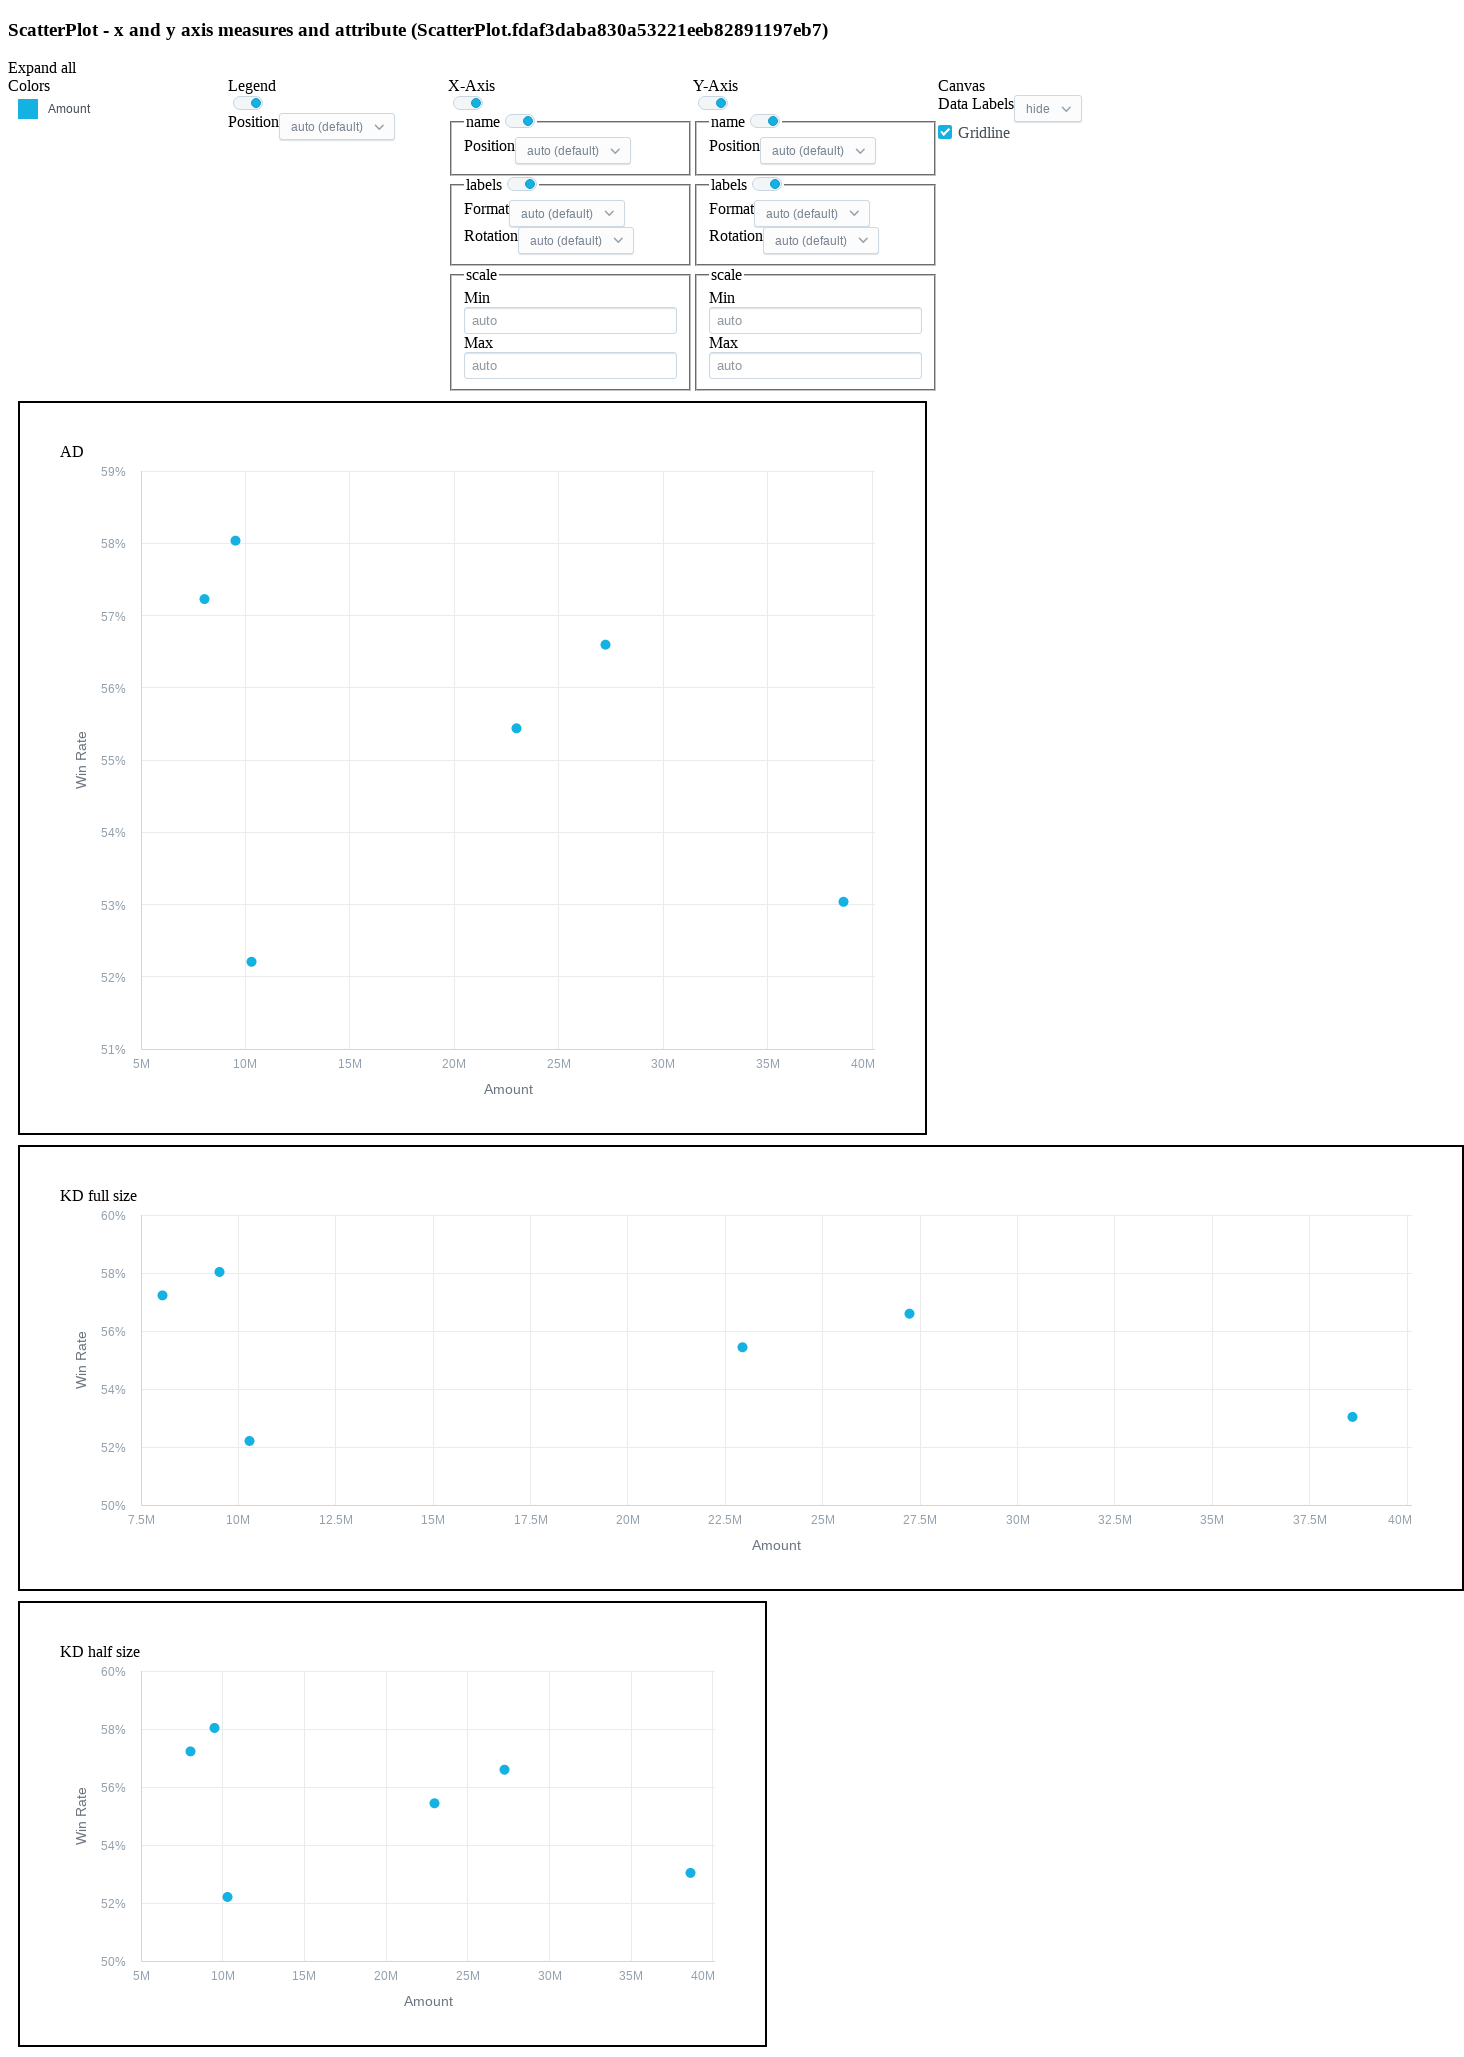 ScatterPlot - x and y axis measures and attribute (ScatterPlot.fdaf3daba830a53221eeb82891197eb7)
Expand all
Colors
Amount
Legend
Position auto (default)
X-Axis
name
Position auto (default)
labels
Format auto (default)
Rotation auto (default)
scale
Min
auto
Max
auto
Y-Axis
name
Position auto (default)
labels
Format auto (default)
Rotation auto (default)
scale
Min
auto
Max
auto
Canvas
Data Labels hide
Gridline
AD
59%
58%
57%
56%
55%
54%
53%
52%
51%
Win Rate
5M 10M 15M 20M 25M 30M 35M 40M
Amount
KD full size
60%
58%
56%
54%
52%
50%
Win Rate
7.5M 10M 12.5M 15M 17.5M 20M 22.5M 25M 27.5M 30M 32.5M 35M 37.5M 40M
Amount
KD half size
60%
58%
56%
54%
52%
50%
Win Rate
5M 10M 15M 20M 25M 30M 35M 40M
Amount